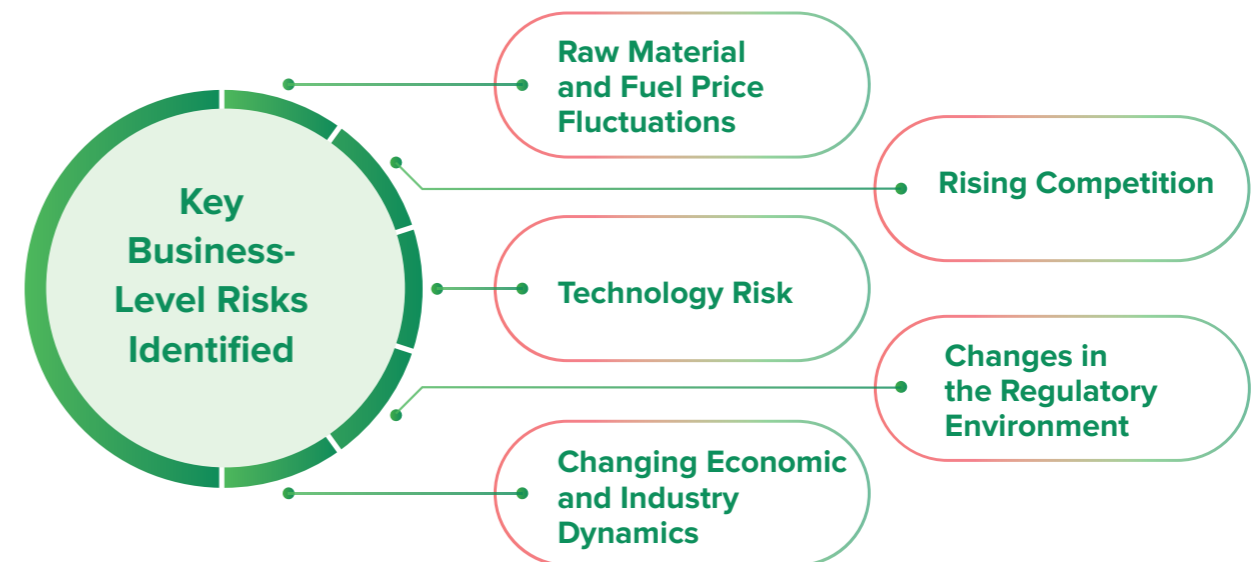 Key
Business-
Level Risks
Identified
Raw Material
and Fuel Price
Fluctuations
Rising Competition
Technology Risk
Changes in
the Regulatory
Environment
Changing Economic
and Industry
Dynamics